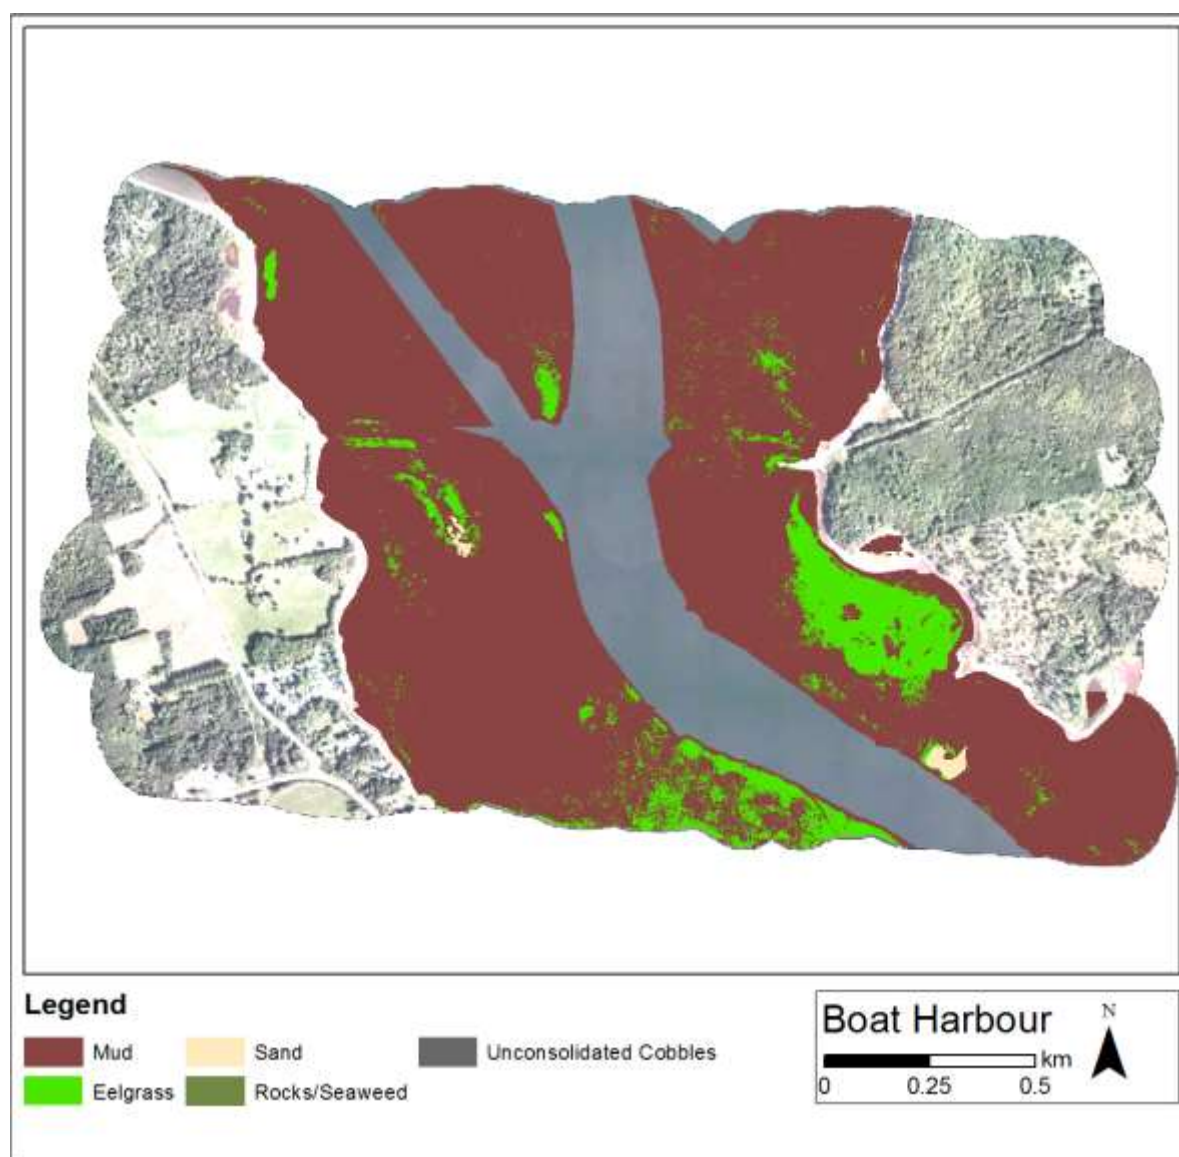 Legend
Mud
Sand
Unconsolidated Cobbles
Eelgrass
Rocks/Seaweed
Boat Harbour
N
km
0 0.25 0.5